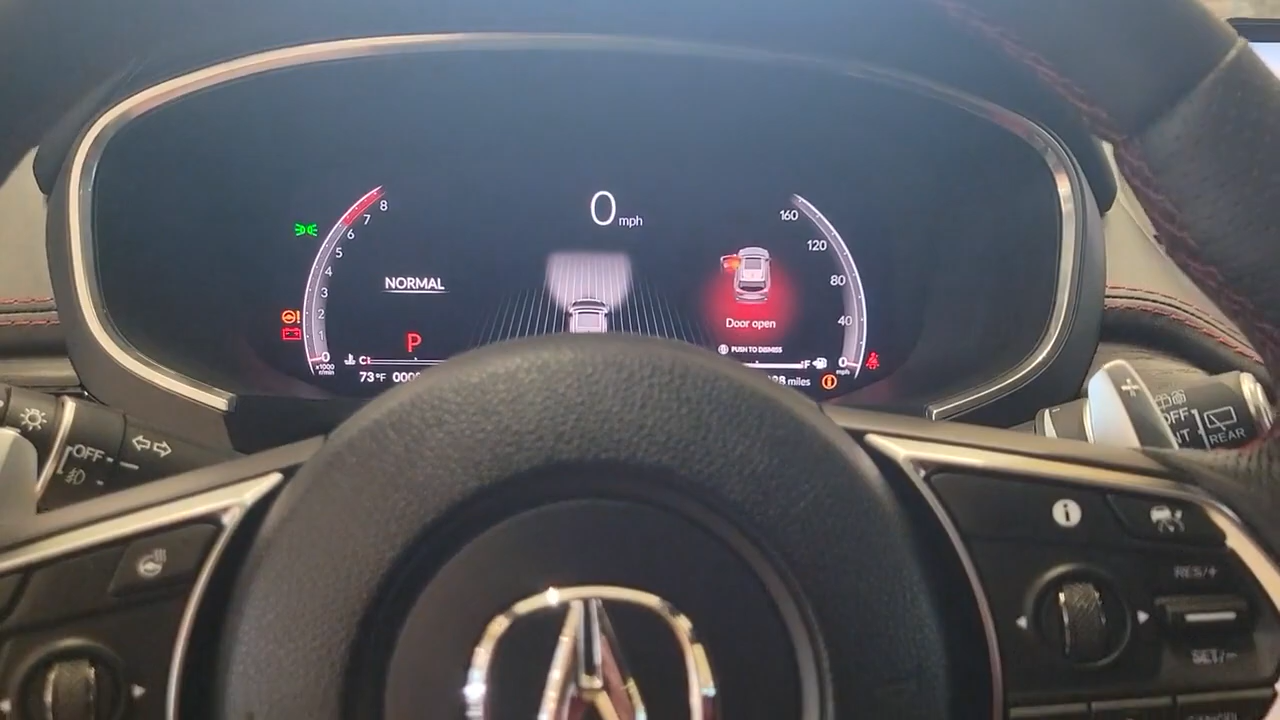 0 mph
8
7
6
5
4
3
2
1
0
x1000
r/min
NORMAL
P
C
73°F
160
120
80
40
0
mph
Door open
PUSH TO DISMISS
F
miles
OFF
OFF
REAR
RES/+
SET/-